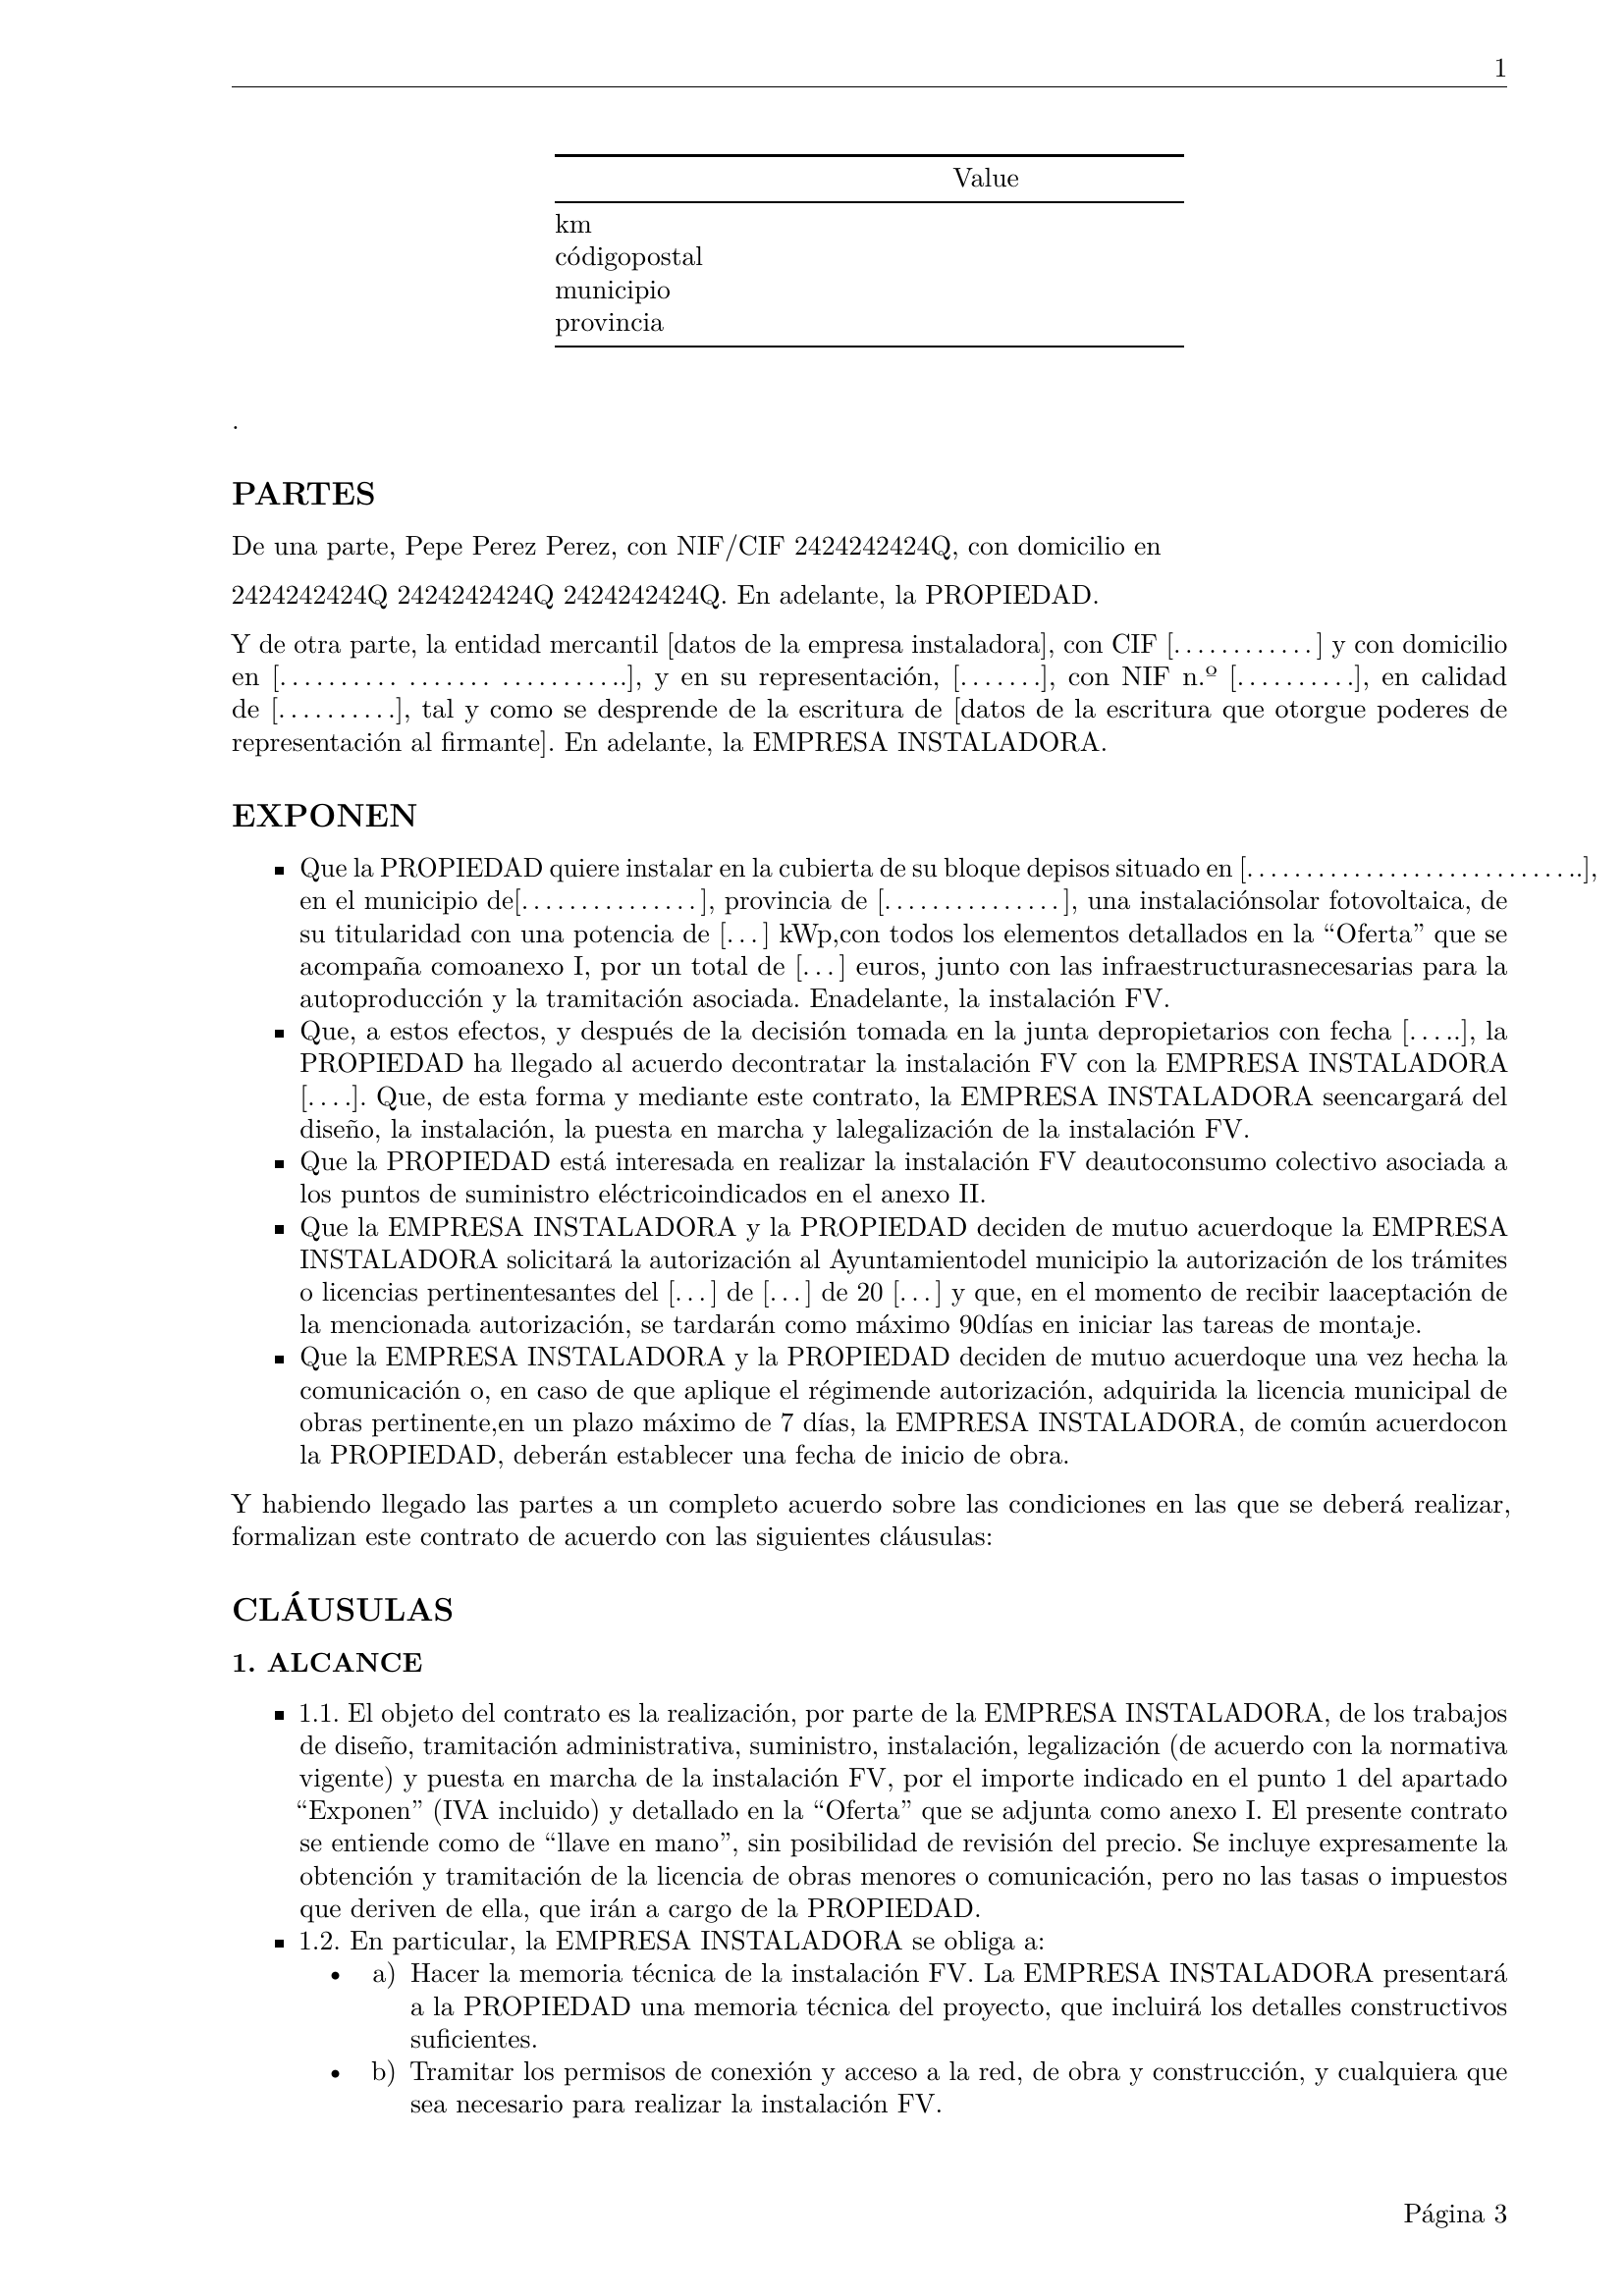 1
Value
km
códigopostal
municipio
provincia
.
PARTES
De una parte, Pepe Perez Perez, con NIF/CIF 2424242424Q, con domicilio en
2424242424Q 2424242424Q 2424242424Q. En adelante, la PROPIEDAD.
Y de otra parte, la entidad mercantil [datos de la empresa instaladora], con CIF [. . . . . . . . . . . . ] y con domicilio
en [. . . . . . . . . . . . . . . . . . . . . . . . . . . ..], y en su representación, [. . . . . . .], con NIF n.º [. . . . . . . . . .], en calidad
de [. . . . . . . . . .], tal y como se desprende de la escritura de [datos de la escritura que otorgue poderes de
representación al firmante]. En adelante, la EMPRESA INSTALADORA.
EXPONEN
▪ Que la PROPIEDAD quiere instalar en la cubierta de su bloque depisos situado en [. . . . . . . . . . . . . . . . . . . . . . . . . . . ..],
en el municipio de[. . . . . . . . . . . . . . . ], provincia de [. . . . . . . . . . . . . . . ], una instalaciónsolar fotovoltaica, de
su titularidad con una potencia de [. . . ] kWp,con todos los elementos detallados en la “Oferta” que se
acompaña comoanexo I, por un total de [. . . ] euros, junto con las infraestructurasnecesarias para la
autoproducción y la tramitación asociada. Enadelante, la instalación FV.
▪ Que, a estos efectos, y después de la decisión tomada en la junta depropietarios con fecha [. . . ..], la
PROPIEDAD ha llegado al acuerdo decontratar la instalación FV con la EMPRESA INSTALADORA
[. . . .]. Que, de esta forma y mediante este contrato, la EMPRESA INSTALADORA seencargará del
diseño, la instalación, la puesta en marcha y lalegalización de la instalación FV.
▪ Que la PROPIEDAD está interesada en realizar la instalación FV deautoconsumo colectivo asociada a
los puntos de suministro eléctricoindicados en el anexo II.
▪ Que la EMPRESA INSTALADORA y la PROPIEDAD deciden de mutuo acuerdoque la EMPRESA
INSTALADORA solicitará la autorización al Ayuntamientodel municipio la autorización de los trámites
o licencias pertinentesantes del [. . . ] de [. . . ] de 20 [. . . ] y que, en el momento de recibir laaceptación de
la mencionada autorización, se tardarán como máximo 90días en iniciar las tareas de montaje.
▪ Que la EMPRESA INSTALADORA y la PROPIEDAD deciden de mutuo acuerdoque una vez hecha la
comunicación o, en caso de que aplique el régimende autorización, adquirida la licencia municipal de
obras pertinente,en un plazo máximo de 7 días, la EMPRESA INSTALADORA, de común acuerdocon
la PROPIEDAD, deberán establecer una fecha de inicio de obra.
Y habiendo llegado las partes a un completo acuerdo sobre las condiciones en las que se deberá realizar,
formalizan este contrato de acuerdo con las siguientes cláusulas:
CLÁUSULAS
1. ALCANCE
▪ 1.1. El objeto del contrato es la realización, por parte de la EMPRESA INSTALADORA, de los trabajos
de diseño, tramitación administrativa, suministro, instalación, legalización (de acuerdo con la normativa
vigente) y puesta en marcha de la instalación FV, por el importe indicado en el punto 1 del apartado
“Exponen” (IVA incluido) y detallado en la “Oferta” que se adjunta como anexo I. El presente contrato
se entiende como de “llave en mano”, sin posibilidad de revisión del precio. Se incluye expresamente la
obtención y tramitación de la licencia de obras menores o comunicación, pero no las tasas o impuestos
que deriven de ella, que irán a cargo de la PROPIEDAD.
▪ 1.2. En particular, la EMPRESA INSTALADORA se obliga a:
• a) Hacer la memoria técnica de la instalación FV. La EMPRESA INSTALADORA presentará
a la PROPIEDAD una memoria técnica del proyecto, que incluirá los detalles constructivos
suficientes.
• b) Tramitar los permisos de conexión y acceso a la red, de obra y construcción, y cualquiera que
sea necesario para realizar la instalación FV.
Página 3